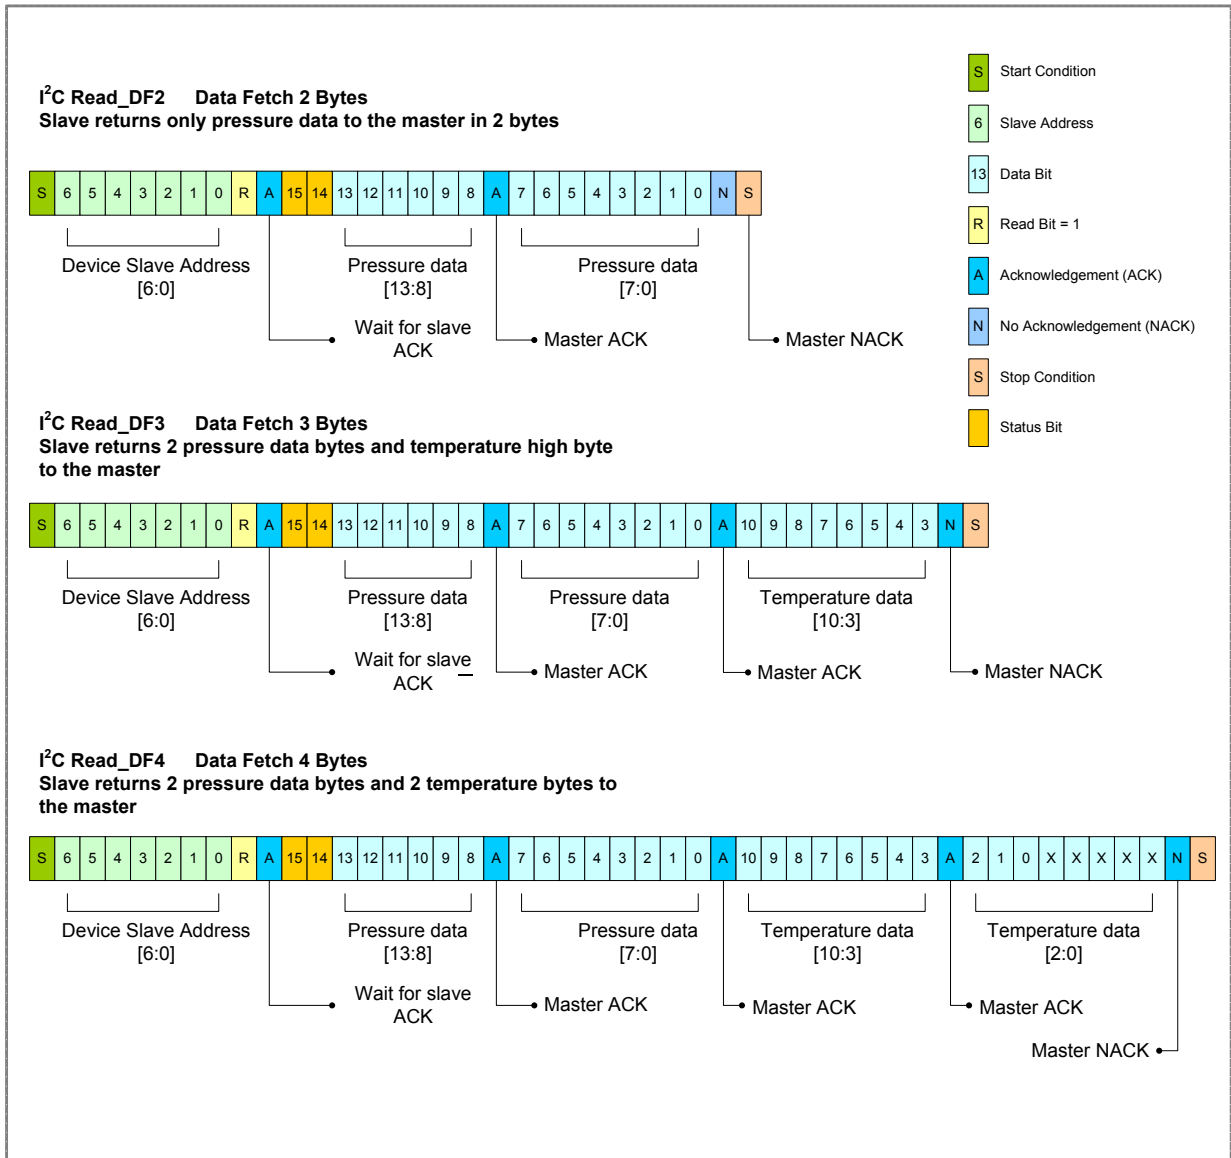 I²C Read_DF2 Data Fetch 2 Bytes
Slave returns only pressure data to the master in 2 bytes
S 6 5 4 3 2 1 0 R A 15 14 13 12 11 10 9 8 A 7 6 5 4 3 2 1 0 N S
Device Slave Address
[6:0]
Pressure data
[13:8]
Pressure data
[7:0]
Wait for slave
ACK
Master ACK
Master NACK
S Start Condition
6 Slave Address
13 Data Bit
R Read Bit = 1
A Acknowledgement (ACK)
N No Acknowledgement (NACK)
S Stop Condition
Status Bit
I²C Read_DF3 Data Fetch 3 Bytes
Slave returns 2 pressure data bytes and temperature high byte
to the master
S 6 5 4 3 2 1 0 R A 15 14 13 12 11 10 9 8 A 7 6 5 4 3 2 1 0 A 10 9 8 7 6 5 4 3 N S
Device Slave Address
[6:0]
Pressure data
[13:8]
Pressure data
[7:0]
Temperature data
[10:3]
Wait for slave
ACK
Master ACK
Master ACK
Master NACK
I²C Read_DF4 Data Fetch 4 Bytes
Slave returns 2 pressure data bytes and 2 temperature bytes to
the master
S 6 5 4 3 2 1 0 R A 15 14 13 12 11 10 9 8 A 7 6 5 4 3 2 1 0 A 10 9 8 7 6 5 4 3 A 2 1 0 X X X X X N S
Device Slave Address
[6:0]
Pressure data
[13:8]
Pressure data
[7:0]
Temperature data
[10:3]
Temperature data
[2:0]
Wait for slave
ACK
Master ACK
Master ACK
Master ACK
Master NACK